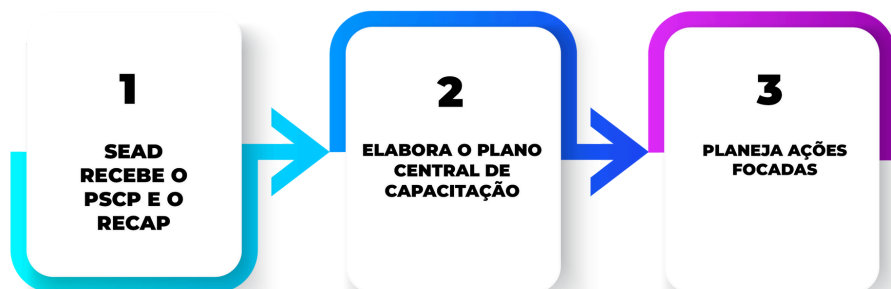 1
SEAD
RECEBE O
PSCP E O
RECAP
2
ELABORA O PLANO
CENTRAL DE
CAPACITAÇÃO
3
PLANEJA AÇÕES
FOCADAS